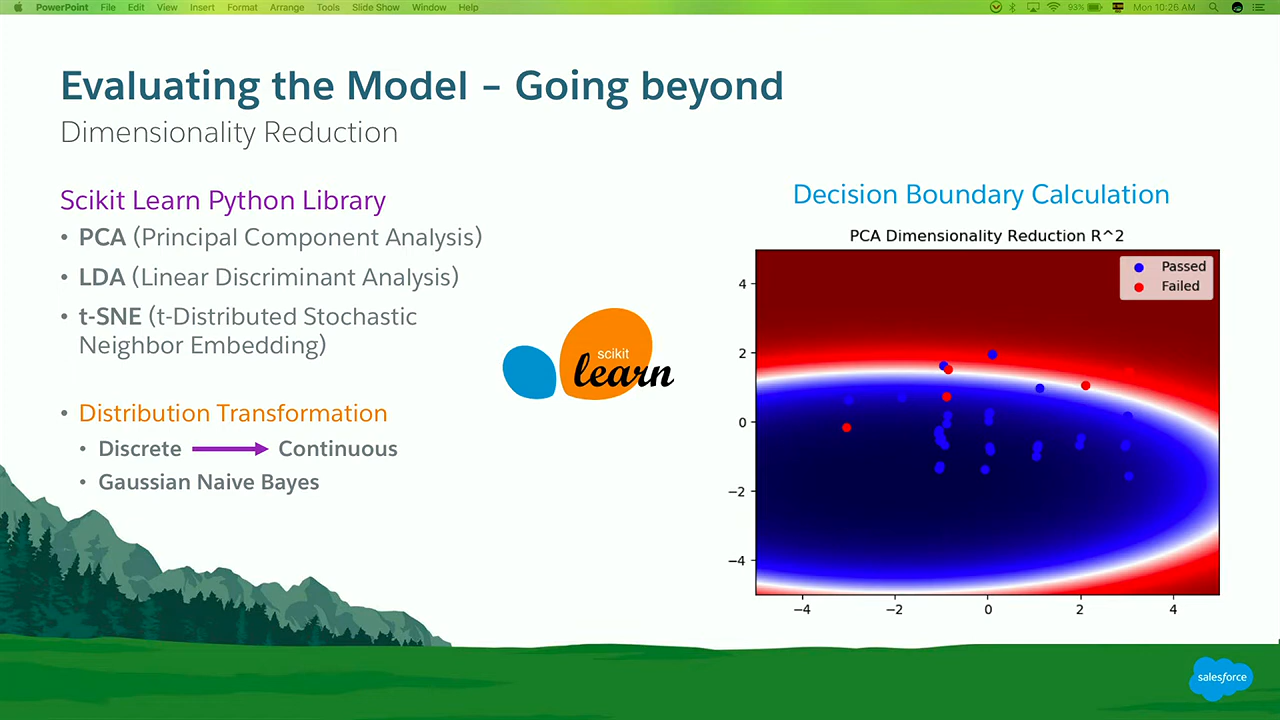 PowerPoint File Edit View Insert Format Arrange Tools Slide Show Window Help 93% Mon 10:26 AM
Evaluating the Model – Going beyond
Dimensionality Reduction
Scikit Learn Python Library
• PCA (Principal Component Analysis)
• LDA (Linear Discriminant Analysis)
• t-SNE (t-Distributed Stochastic
Neighbor Embedding)
• Distribution Transformation
• Discrete Continuous
• Gaussian Naive Bayes
scikit
learn
Decision Boundary Calculation
PCA Dimensionality Reduction R^2
Passed
Failed
4
2
0
−2
−4
−4 −2 0 2 4
salesforce